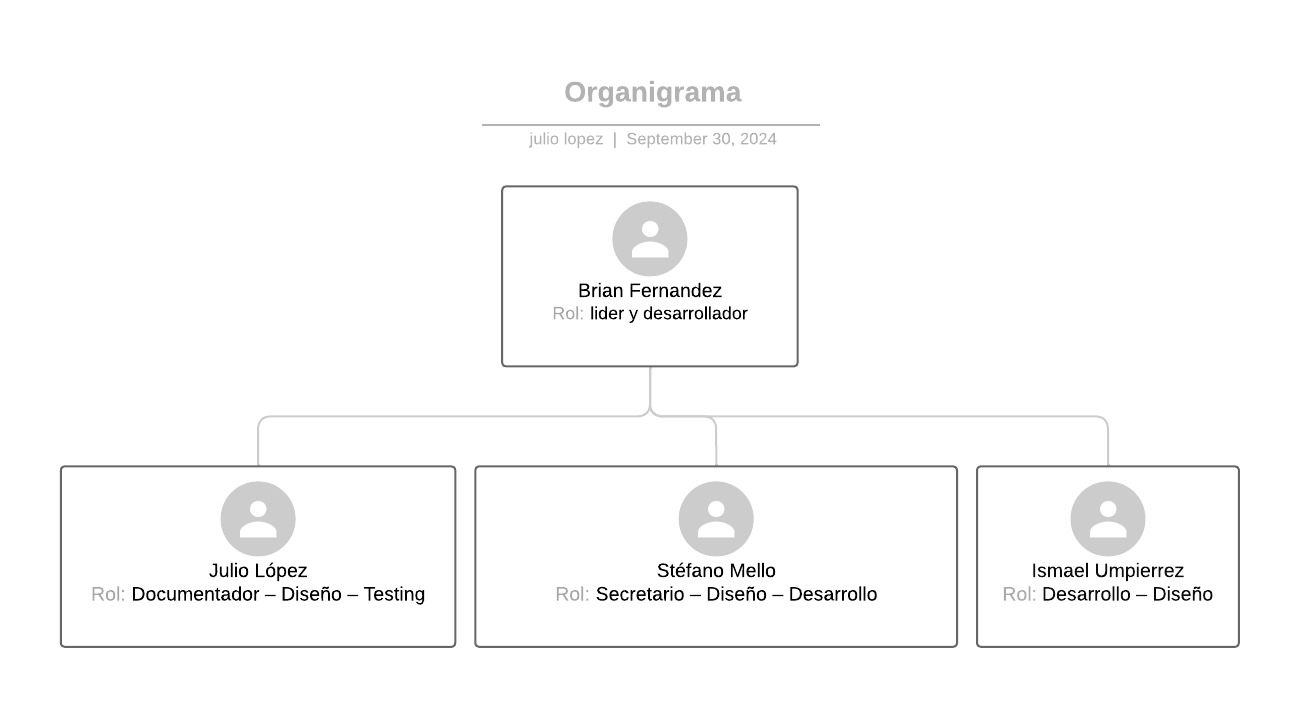 Organigrama
julio lopez | September 30, 2024
Brian Fernandez
Rol: lider y desarrollador
Julio López
Rol: Documentador – Diseño – Testing
Stéfano Mello
Rol: Secretario – Diseño – Desarrollo
Ismael Umpierrez
Rol: Desarrollo – Diseño